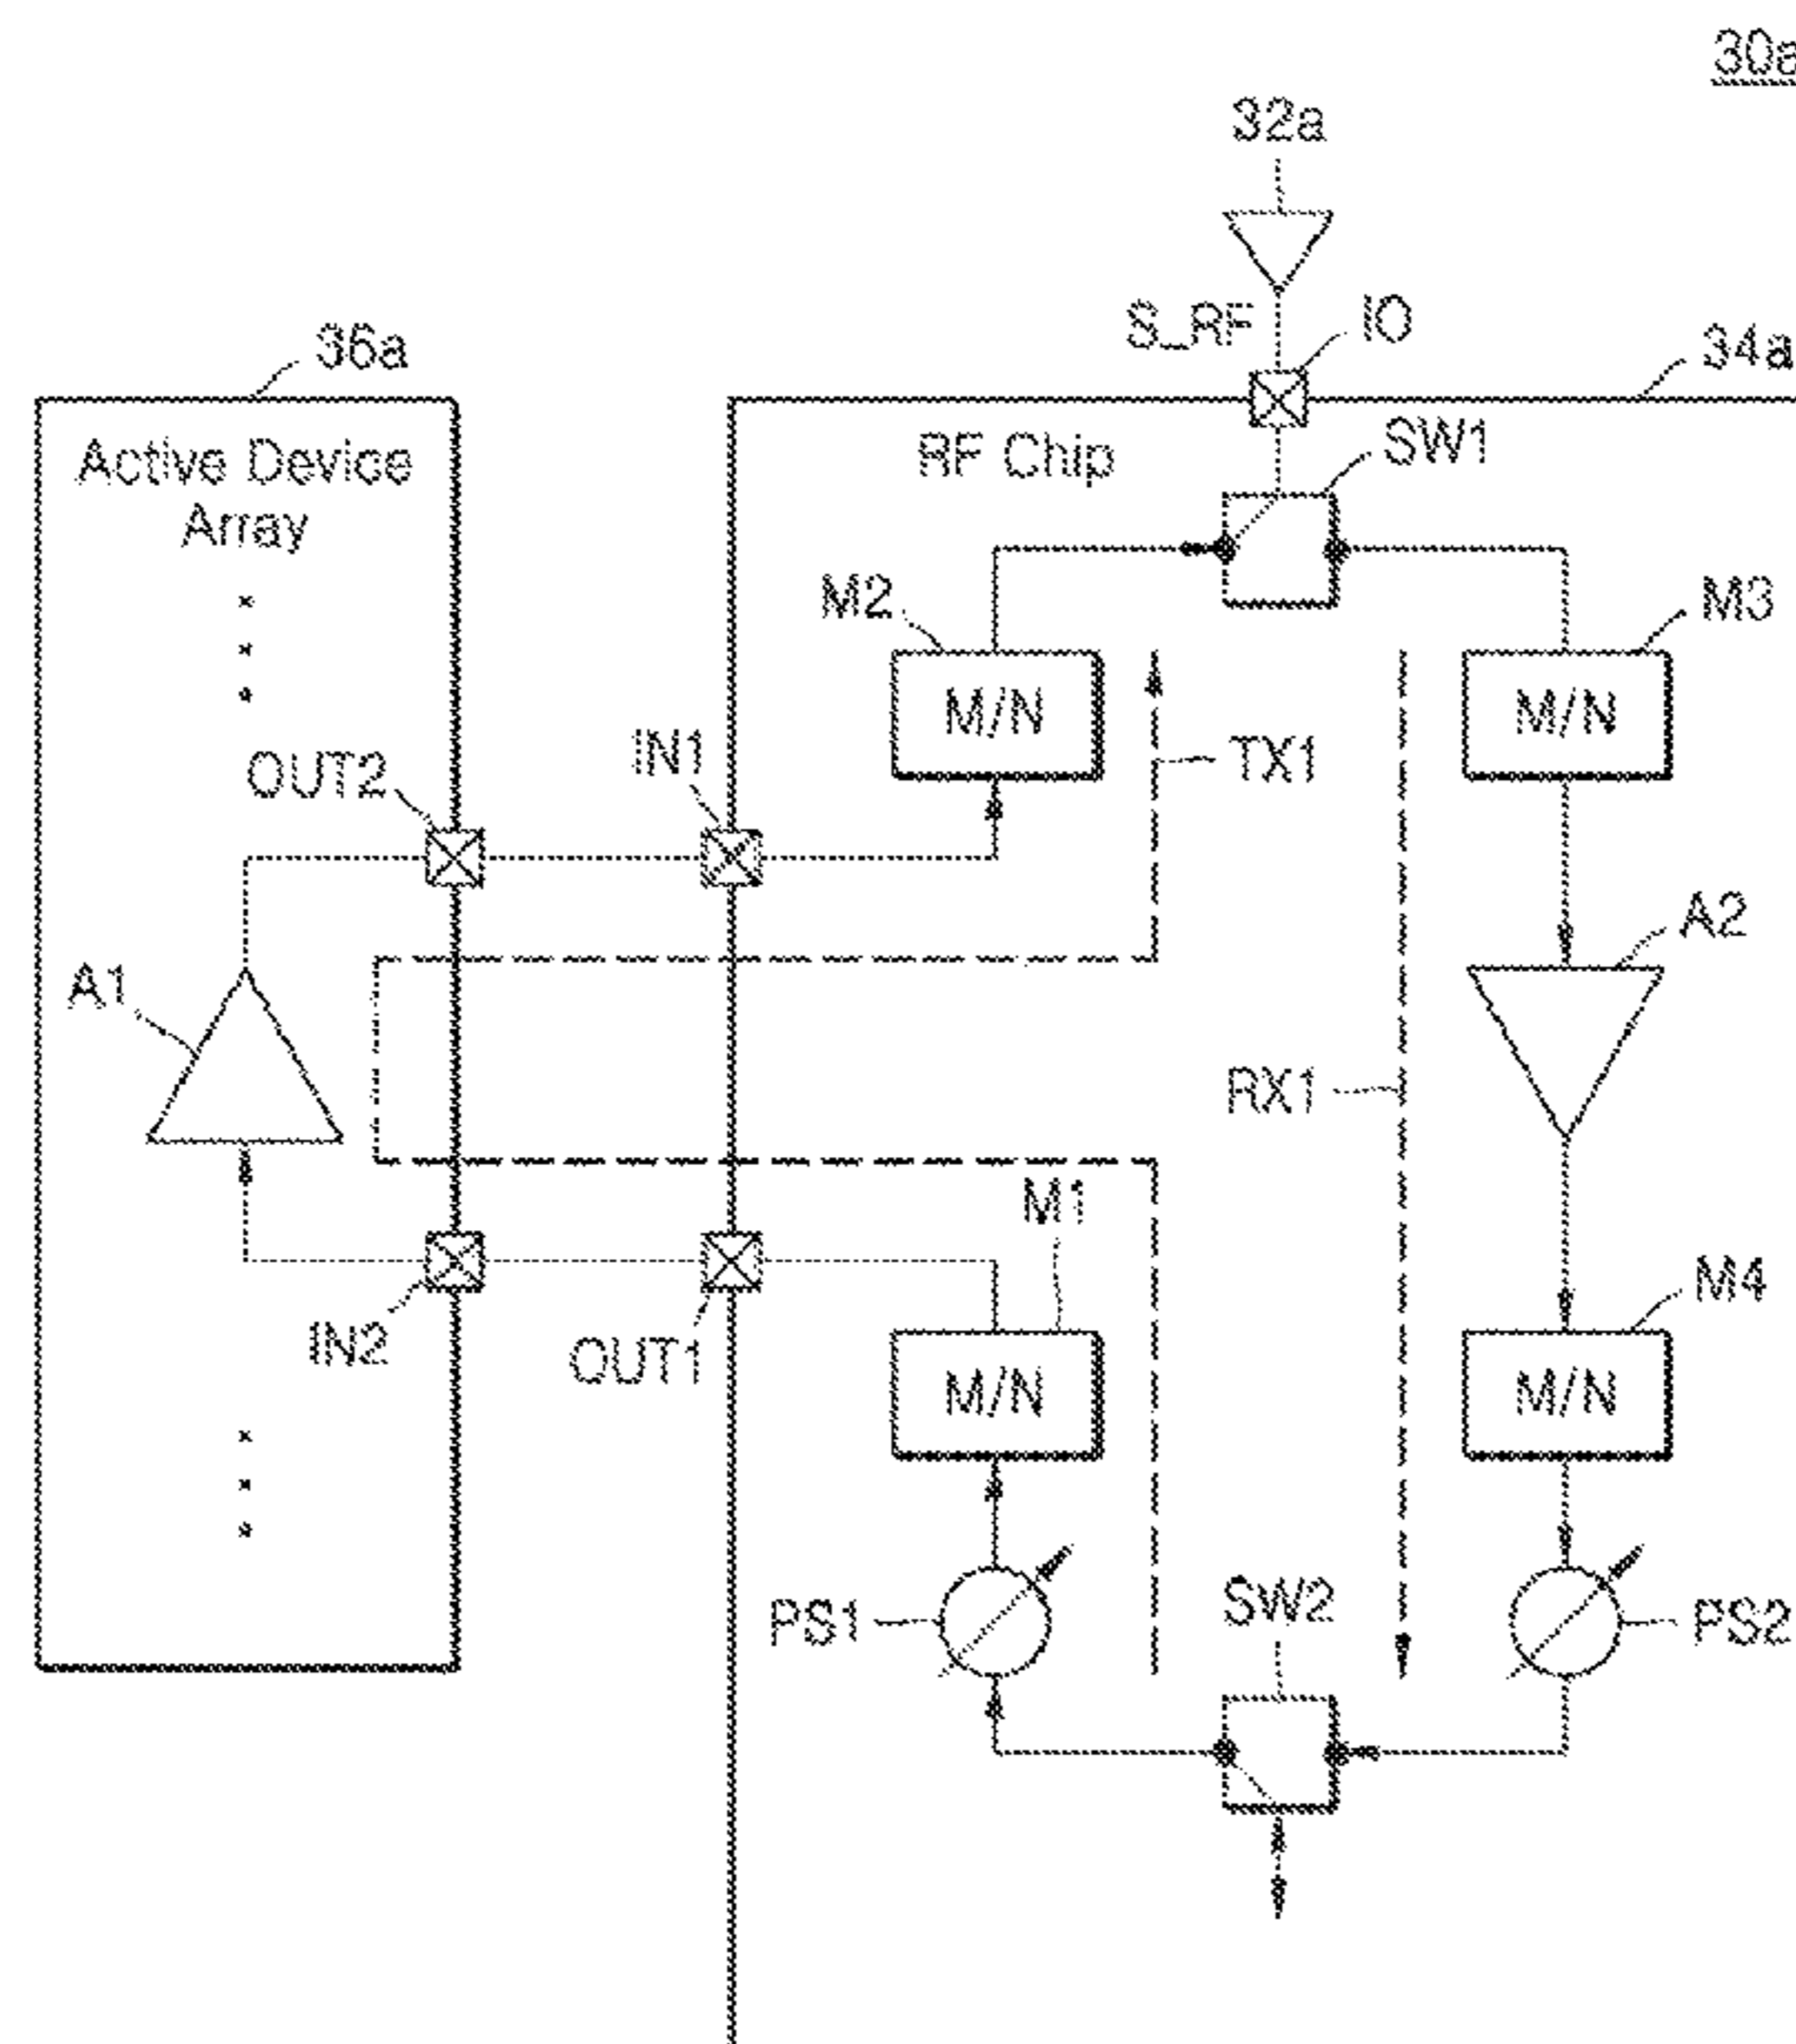 30a
32a
S_RF
IO
36a
34a
Active Device
Array
RF Chip
SW1
M2
M3
M/N
M/N
OUT2
IN1
TX1
A1
A2
RX1
M1
IN2
OUT1
M4
M/N
M/N
PS1
SW2
PS2